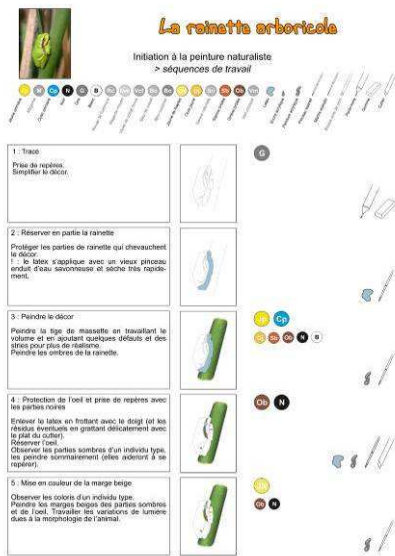 La rainette arboricole
Initiation à la peinture naturaliste
> séquences de travail
Cp N G B
1 : Tracé
Prise de repères.
Simplifier le décor.
G
2 : Réserver en partie la rainette
Protéger les parties de rainette qui chevauchent
le décor.
! : le latex s'applique avec un vieux pinceau
enduit d'eau savonneuse et sèche très rapide-
ment.
3 : Peindre le décor
Peindre la tige de massette en travaillant le
volume et en ajoutant quelques défauts et des
stries pour plus de réalisme.
Peindre les ombres de la rainette.
Jp Cp
Sb Ob N B
4 : Protection de l'oeil et prise de repères avec
les parties noires
Enlever le latex en frottant avec le doigt (et les
résidus éventuels en grattant délicatement avec
le plat du cutter).
Réserver l'oeil.
Observer les parties sombres d'un individu type,
les peindre sommairement (elles aideront à se
repérer).
Ob N
5 : Mise en couleur de la marge beige
Observer les coloris d'un individu type.
Peindre les marges beiges des parties sombres
et de l'oeil. Travailler les variations de lumière
dues à la morphologie de l'animal.
Ob N